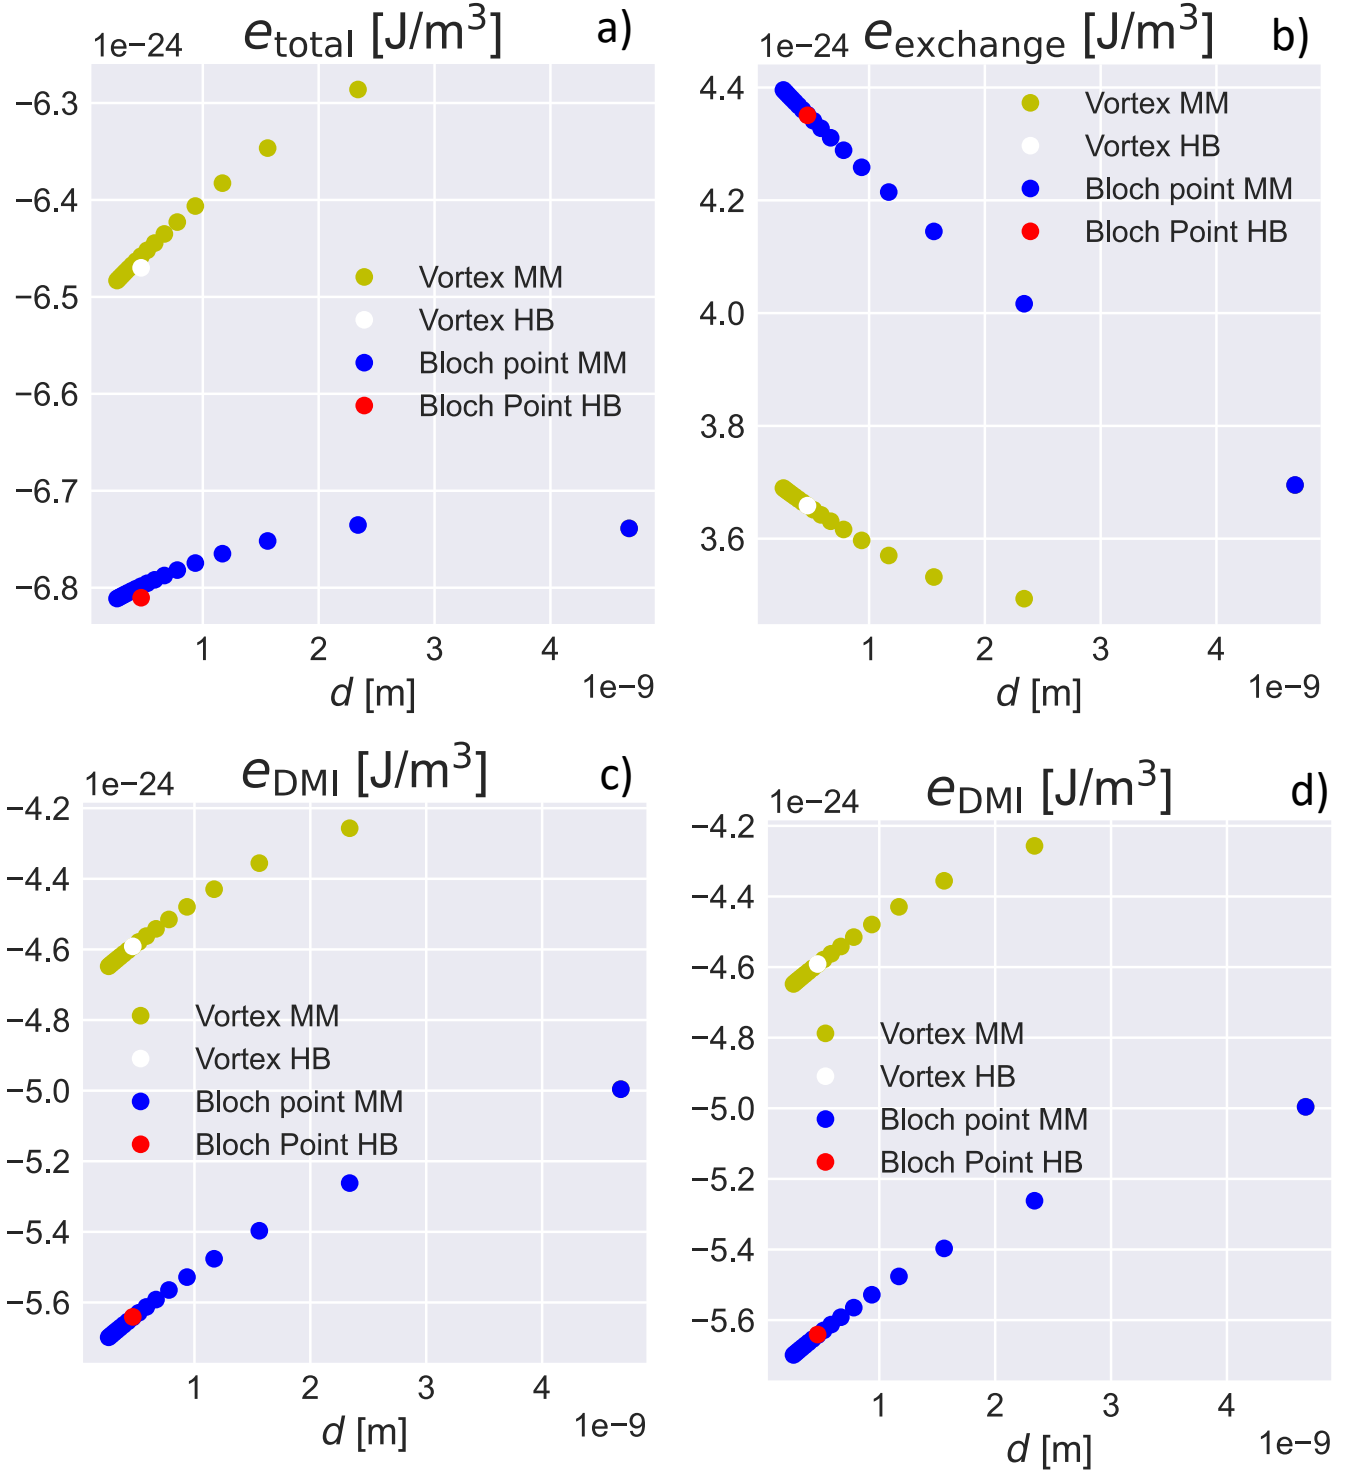 1e-24 e_total [J/m³] a)
−6.3
−6.4
−6.5
−6.6
−6.7
−6.8
Vortex MM
Vortex HB
Bloch point MM
Bloch Point HB
1 2 3 4
d [m] 1e−9
1e-24 e_exchange [J/m³] b)
4.4
4.2
4.0
3.8
3.6
Vortex MM
Vortex HB
Bloch point MM
Bloch Point HB
1 2 3 4
d [m] 1e−9
1e−24 e_DMI [J/m³] c)
−4.2
−4.4
−4.6
−4.8
−5.0
−5.2
−5.4
−5.6
Vortex MM
Vortex HB
Bloch point MM
Bloch Point HB
1 2 3 4
d [m] 1e−9
1e−24 e_DMI [J/m³] d)
−4.2
−4.4
−4.6
−4.8
−5.0
−5.2
−5.4
−5.6
Vortex MM
Vortex HB
Bloch point MM
Bloch Point HB
1 2 3 4
d [m] 1e−9